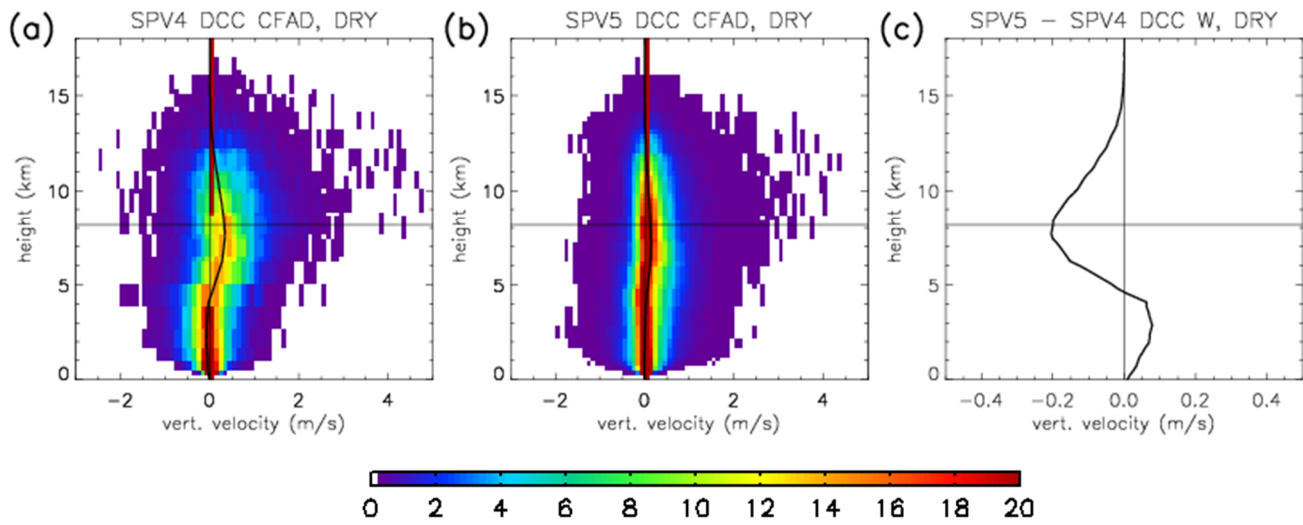 (a) SPV4 DCC CFAD, DRY
(b) SPV5 DCC CFAD, DRY
(c) SPV5 − SPV4 DCC W, DRY
height (km)
15
10
5
0
−2 0 2 4
vert. velocity (m/s)
height (km)
15
10
5
0
−2 0 2 4
vert. velocity (m/s)
height (km)
15
10
5
0
−0.4 −0.2 0.0 0.2 0.4
vert. velocity (m/s)
0 2 4 6 8 10 12 14 16 18 20